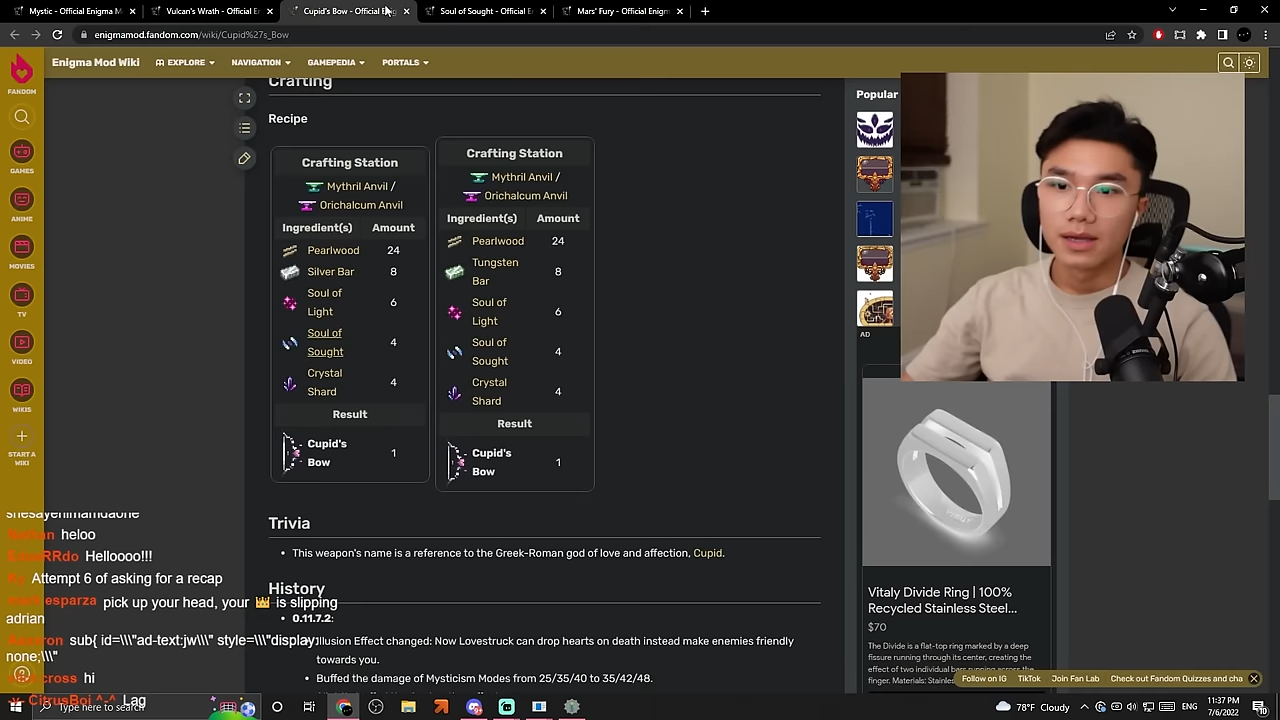 Mystic - Official Enigma M
Vulcan's Wrath - Official E
Cupid's Bow - Official Enig
Soul of Sought - Official E
Mars' Fury - Official Enigm
enigmamod.fandom.com/wiki/Cupid%27s_Bow
FANDOM
Enigma Mod Wiki
EXPLORE
NAVIGATION
GAMEPEDIA
PORTALS
GAMES
ANIME
MOVIES
TV
VIDEO
WIKIS
START A
WIKI
Crafting
Recipe
Crafting Station
Mythril Anvil /
Orichalcum Anvil
Ingredient(s) Amount
Pearlwood 24
Silver Bar 8
Soul of
Light 6
Soul of
Sought 4
Crystal
Shard 4
Result
Cupid's
Bow 1
Crafting Station
Mythril Anvil /
Orichalcum Anvil
Ingredient(s) Amount
Pearlwood 24
Tungsten
Bar 8
Soul of
Light 6
Soul of
Sought 4
Crystal
Shard 4
Result
Cupid's
Bow 1
Trivia
This weapon's name is a reference to the Greek-Roman god of love and affection, Cupid.
History
0.11.7.2:
Illusion Effect changed: Now Lovestruck can drop hearts on death instead make enemies friendly
towards you.
Buffed the damage of Mysticism Modes from 25/35/40 to 35/42/48.
Popular
AD
Vitaly Divide Ring | 100%
Recycled Stainless Steel...
$70
The Divide is a flat-top ring marked by a deep
fissure running through its center, creating the
effect of two individual bars running across the
finger. Materials: Stainles
Follow on IG TikTok Join Fan Lab Check out Fandom Quizzes and cha
shesayehimamdaone
heloo
Helloooo!!!
Attempt 6 of asking for a recap
esparza pick up your head, your 👑 is slipping
adrian
sub{ id=\\\"ad-text:jw\\\" style=\\\"display:
none;\\\"
cross hi
CitrusBoi ^-^ Lag
Type here to search
78°F Cloudy
ENG
11:37 PM
7/6/2022